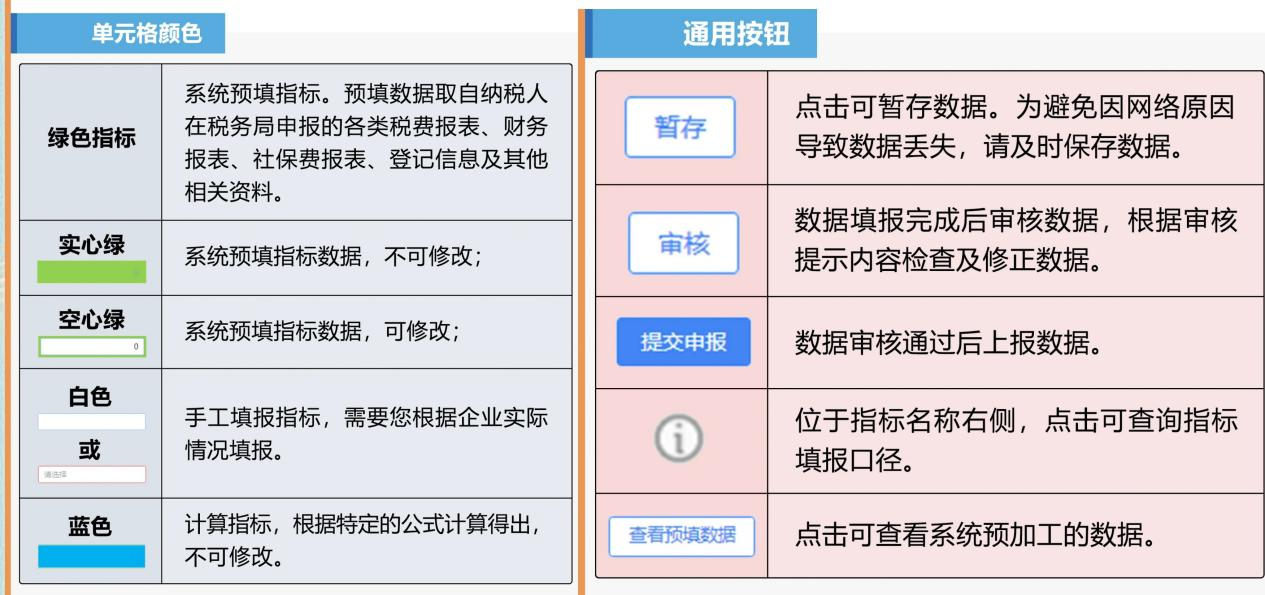 单元格颜色
绿色指标
系统预填指标。预填数据取自纳税人
在税务局申报的各类税费报表、财务
报表、社保费报表、登记信息及其他
相关资料。
实心绿
系统预填指标数据，不可修改；
空心绿
0
系统预填指标数据，可修改；
白色
或
请选择
手工填报指标，需要您根据企业实际
情况填报。
蓝色
计算指标，根据特定的公式计算得出，
不可修改。
通用按钮
暂存
点击可暂存数据。为避免因网络原因
导致数据丢失，请及时保存数据。
审核
数据填报完成后审核数据，根据审核
提示内容检查及修正数据。
提交申报
数据审核通过后上报数据。
i
位于指标名称右侧，点击可查询指标
填报口径。
查看预填数据
点击可查看系统预加工的数据。